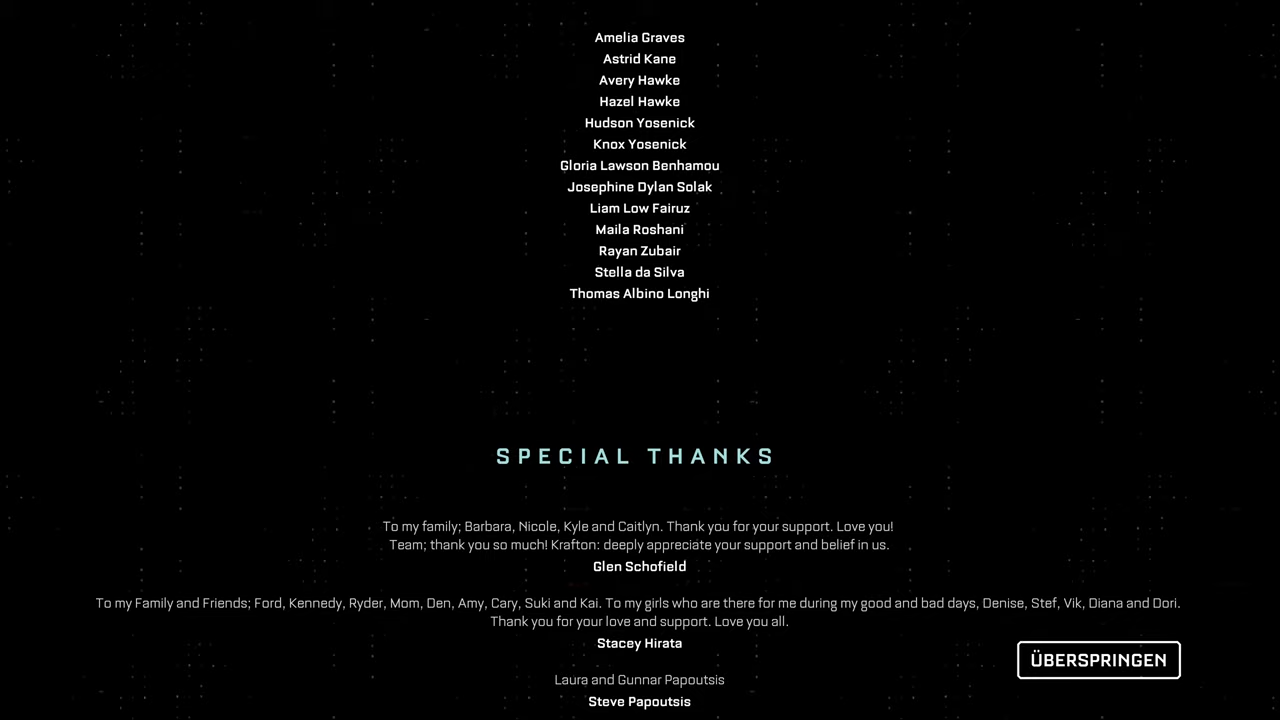 Amelia Graves
Astrid Kane
Avery Hawke
Hazel Hawke
Hudson Yosenick
Knox Yosenick
Gloria Lawson Benhamou
Josephine Dylan Solak
Liam Low Fairuz
Maila Roshani
Rayan Zubair
Stella da Silva
Thomas Albino Longhi
SPECIAL THANKS
To my family; Barbara, Nicole, Kyle and Caitlyn. Thank you for your support. Love you!
Team; thank you so much! Krafton: deeply appreciate your support and belief in us.
Glen Schofield
To my Family and Friends; Ford, Kennedy, Ryder, Mom, Den, Amy, Cary, Suki and Kai. To my girls who are there for me during my good and bad days, Denise, Stef, Vik, Diana and Dori.
Thank you for your love and support. Love you all.
Stacey Hirata
ÜBERSPRINGEN
Laura and Gunnar Papoutsis
Steve Papoutsis